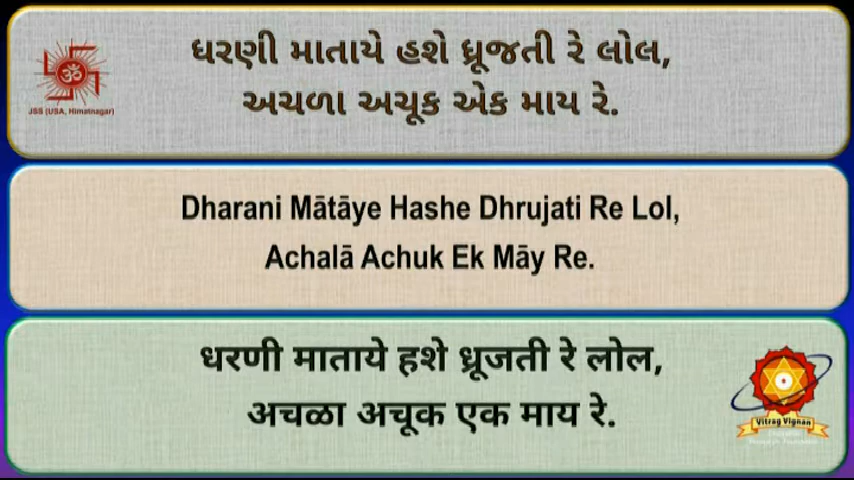 ધરણી માતાયે હશે ધ્રૂજતી રે લોલ,
અચળા અચૂક એક માય રે.
JSS (USA, Himatnagar)
Dharani Mātāye Hashe Dhrujati Re Lol,
Achalā Achuk Ek Māy Re.
धरणी माताये हशे ध्रूजती रे लोल,
अचळा अचूक एक माय रे.
Vitrag Vignan